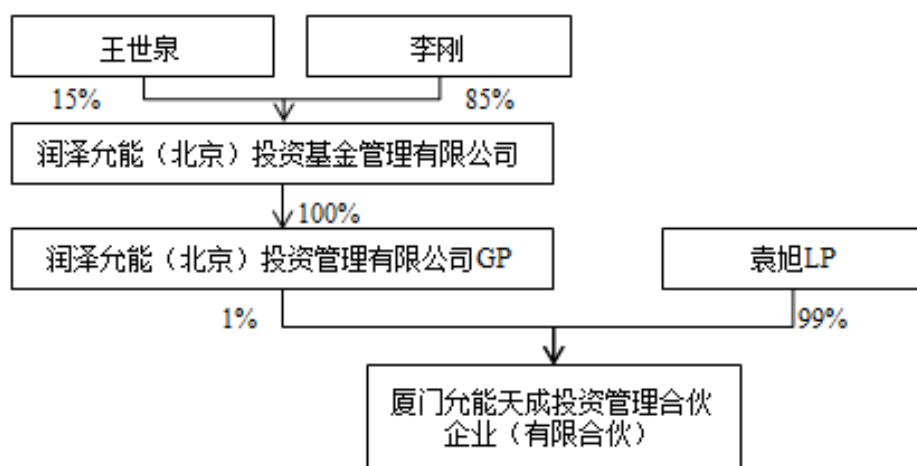 王世泉
李刚
15%
85%
润泽允能（北京）投资基金管理有限公司
100%
润泽允能（北京）投资管理有限公司GP
袁旭LP
1%
99%
厦门允能天成投资管理合伙
企业（有限合伙）